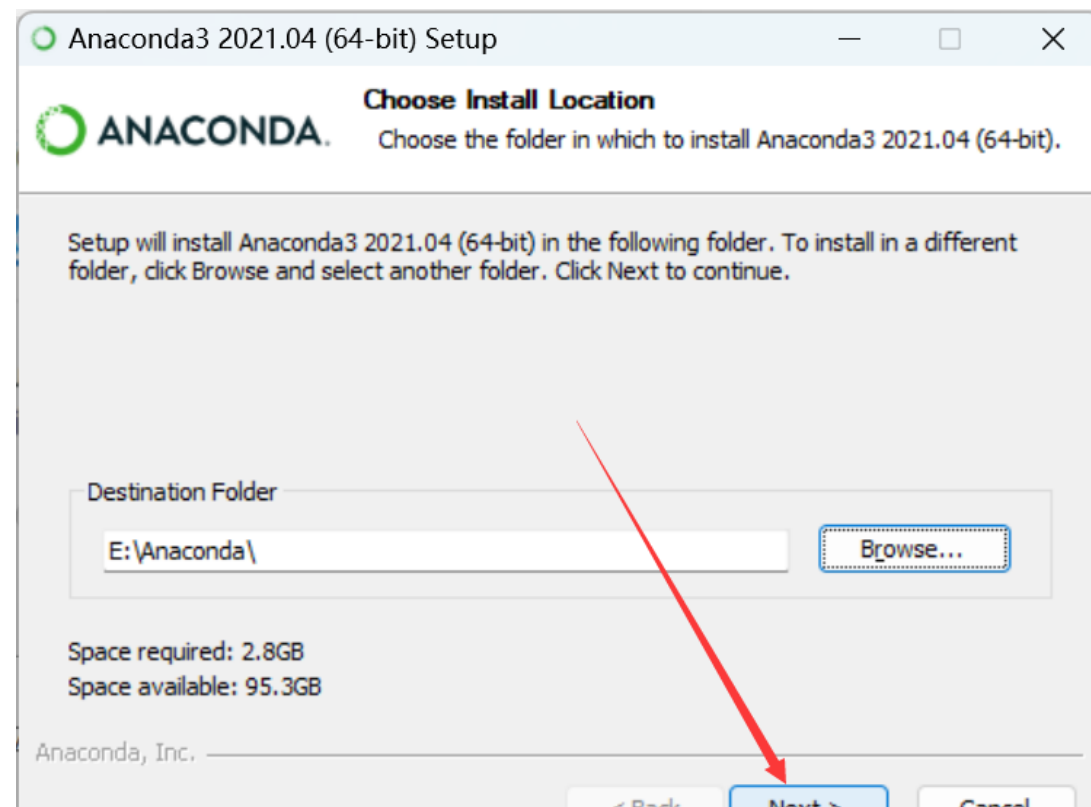 Anaconda3 2021.04 (64-bit) Setup
ANACONDA.
Choose Install Location
Choose the folder in which to install Anaconda3 2021.04 (64-bit).
Setup will install Anaconda3 2021.04 (64-bit) in the following folder. To install in a different
folder, click Browse and select another folder. Click Next to continue.
Destination Folder
E:\Anaconda\
Browse...
Space required: 2.8GB
Space available: 95.3GB
Anaconda, Inc.
< Back
Next >
Cancel